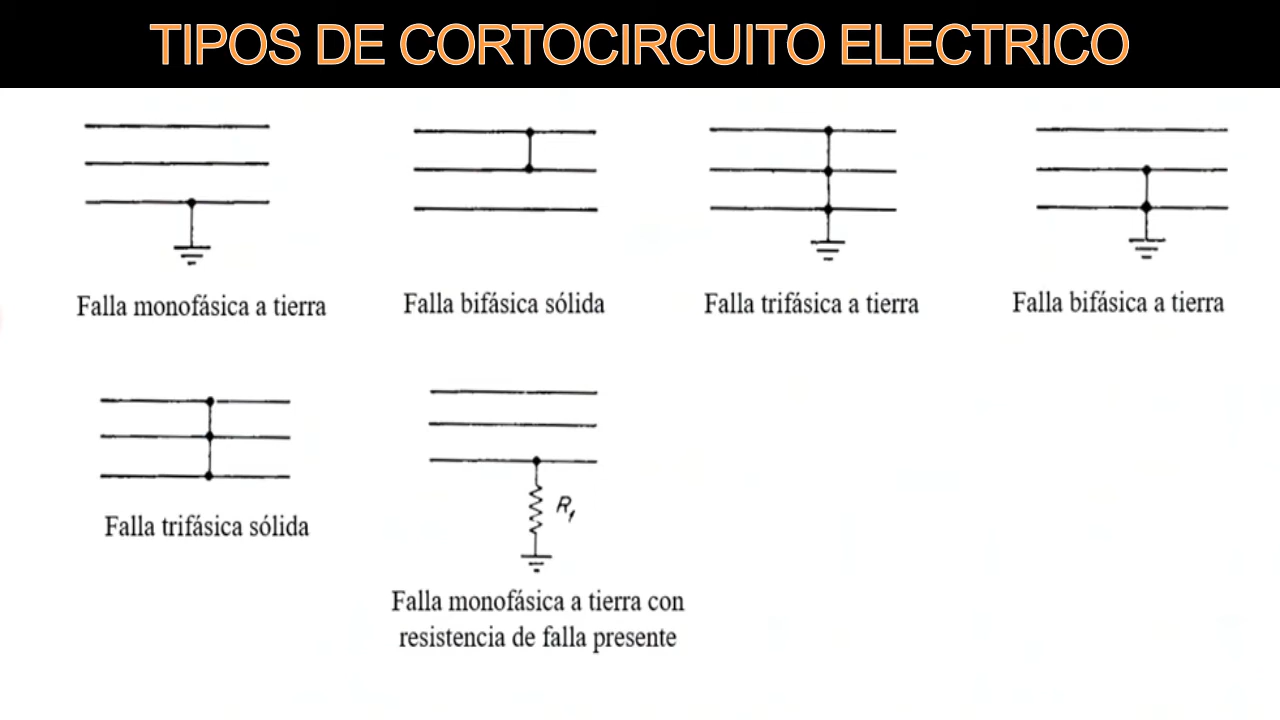 TIPOS DE CORTOCIRCUITO ELECTRICO
Falla monofásica a tierra
Falla bifásica sólida
Falla trifásica a tierra
Falla bifásica a tierra
Falla trifásica sólida
Rf
Falla monofásica a tierra con
resistencia de falla presente